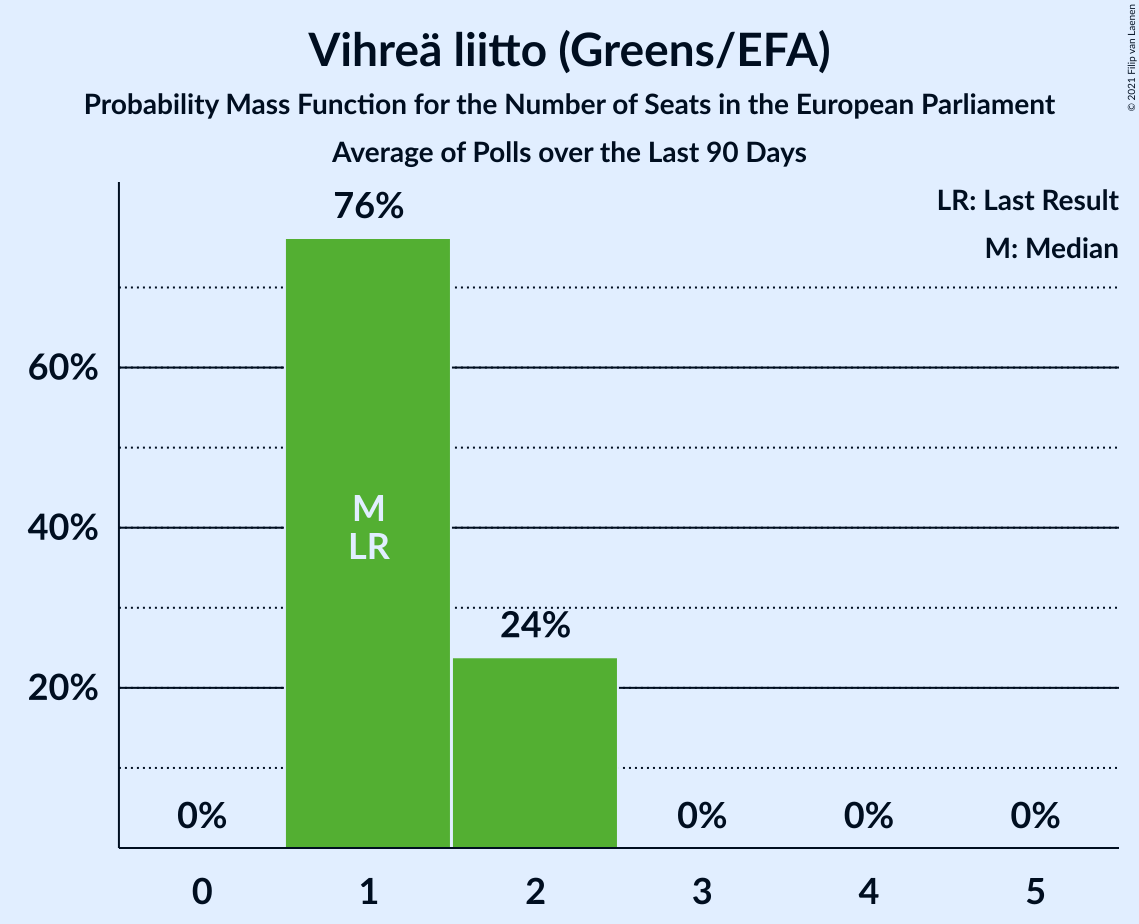 Vihreä liitto (Greens/EFA)
Probability Mass Function for the Number of Seats in the European Parliament
Average of Polls over the Last 90 Days
© 2021 Filip van Laenen
LR: Last Result
M: Median
76%
60%
40%
20%
M
LR
24%
0%
0%
0%
0%
0
1
2
3
4
5